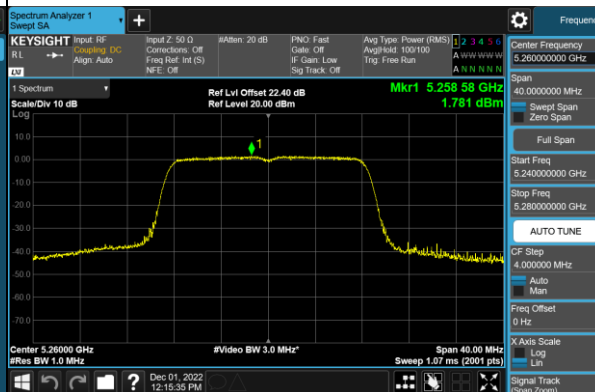 Spectrum Analyzer 1
Swept SA
+
Frequen
KEYSIGHT
R L
LXI
Input: RF
Coupling: DC
Align: Auto
Input Z: 50 Ω
Corrections: Off
Freq Ref: Int (S)
NFE: Off
#Atten: 20 dB
PNO: Fast
Gate: Off
IF Gain: Low
Sig Track: Off
Avg Type: Power (RMS)
Avg|Hold: 100/100
Trig: Free Run
1 2 3 4 5 6
A W W W W W
A N N N N N
1 Spectrum
Scale/Div 10 dB
Log
Ref Lvl Offset 22.40 dB
Ref Level 20.00 dBm
Mkr1 5.258 58 GHz
1.781 dBm
10.0
0.00
-10.0
-20.0
-30.0
-40.0
-50.0
-60.0
-70.0
1
Center 5.26000 GHz
#Res BW 1.0 MHz
#Video BW 3.0 MHz*
Span 40.00 MHz
Sweep 1.07 ms (2001 pts)
Center Frequency
5.260000000 GHz
Span
40.0000000 MHz
Swept Span
Zero Span
Full Span
Start Freq
5.240000000 GHz
Stop Freq
5.280000000 GHz
AUTO TUNE
CF Step
4.000000 MHz
Auto
Man
Freq Offset
0 Hz
X Axis Scale
Log
Lin
Signal Track
(Span Zoom)
?
Dec 01, 2022
12:15:35 PM